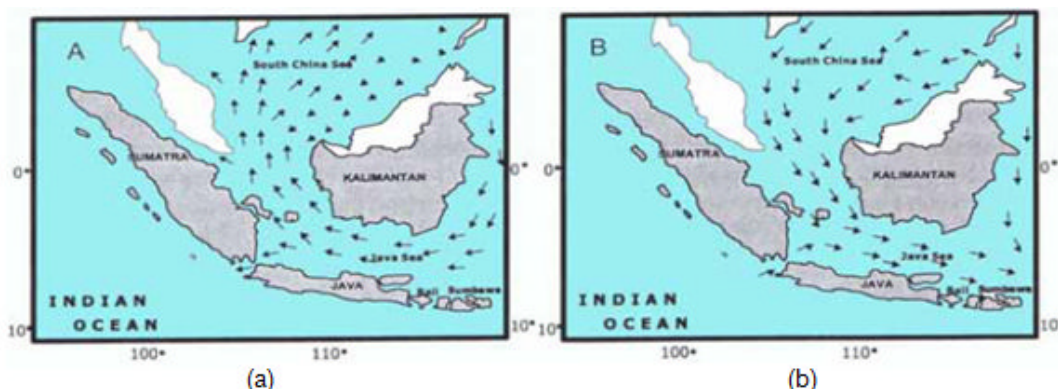 A
South China Sea
SUMATRA
KALIMANTAN
0°
0°
Java Sea
JAVA
Bali
Sumbawa
INDIAN
OCEAN
10°
10°
100°
110°
(a)
B
South China Sea
SUMATRA
KALIMANTAN
0°
0°
Java Sea
JAVA
Bali
Sumbawa
INDIAN
OCEAN
10°
10°
100°
110°
(b)